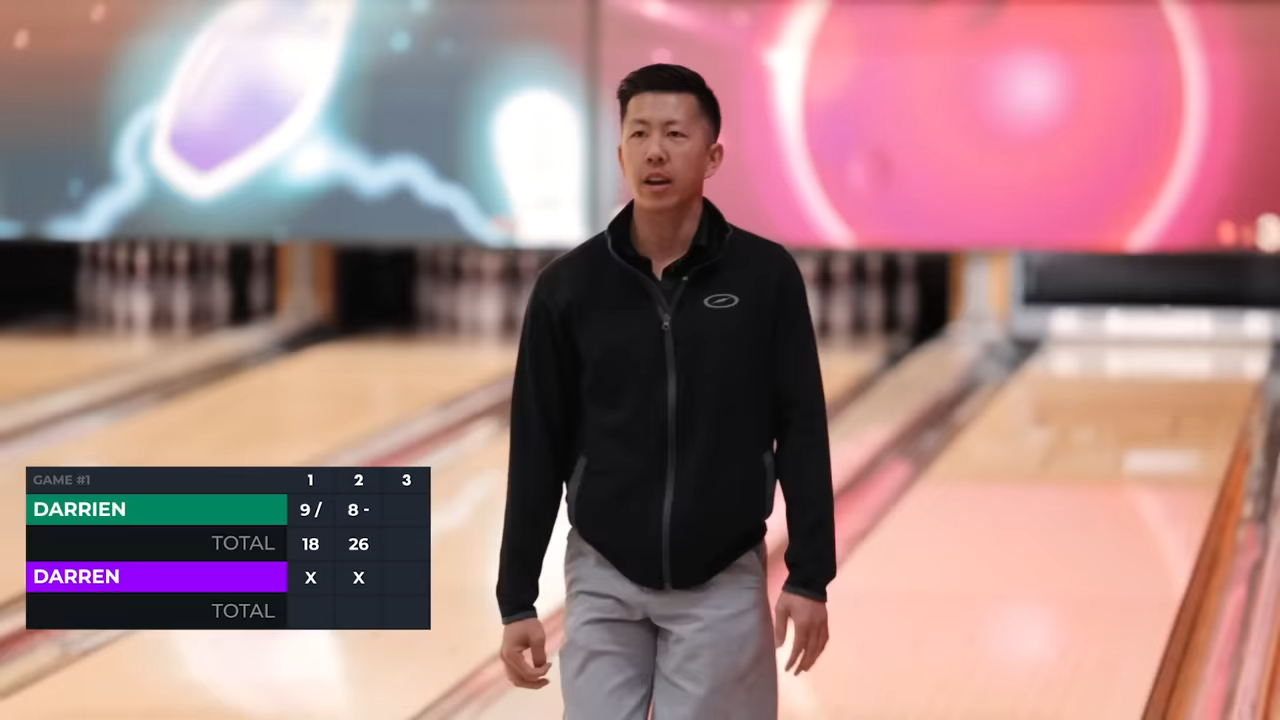 GAME #1 1 2 3
DARRIEN 9 / 8 -
TOTAL 18 26
DARREN X X
TOTAL